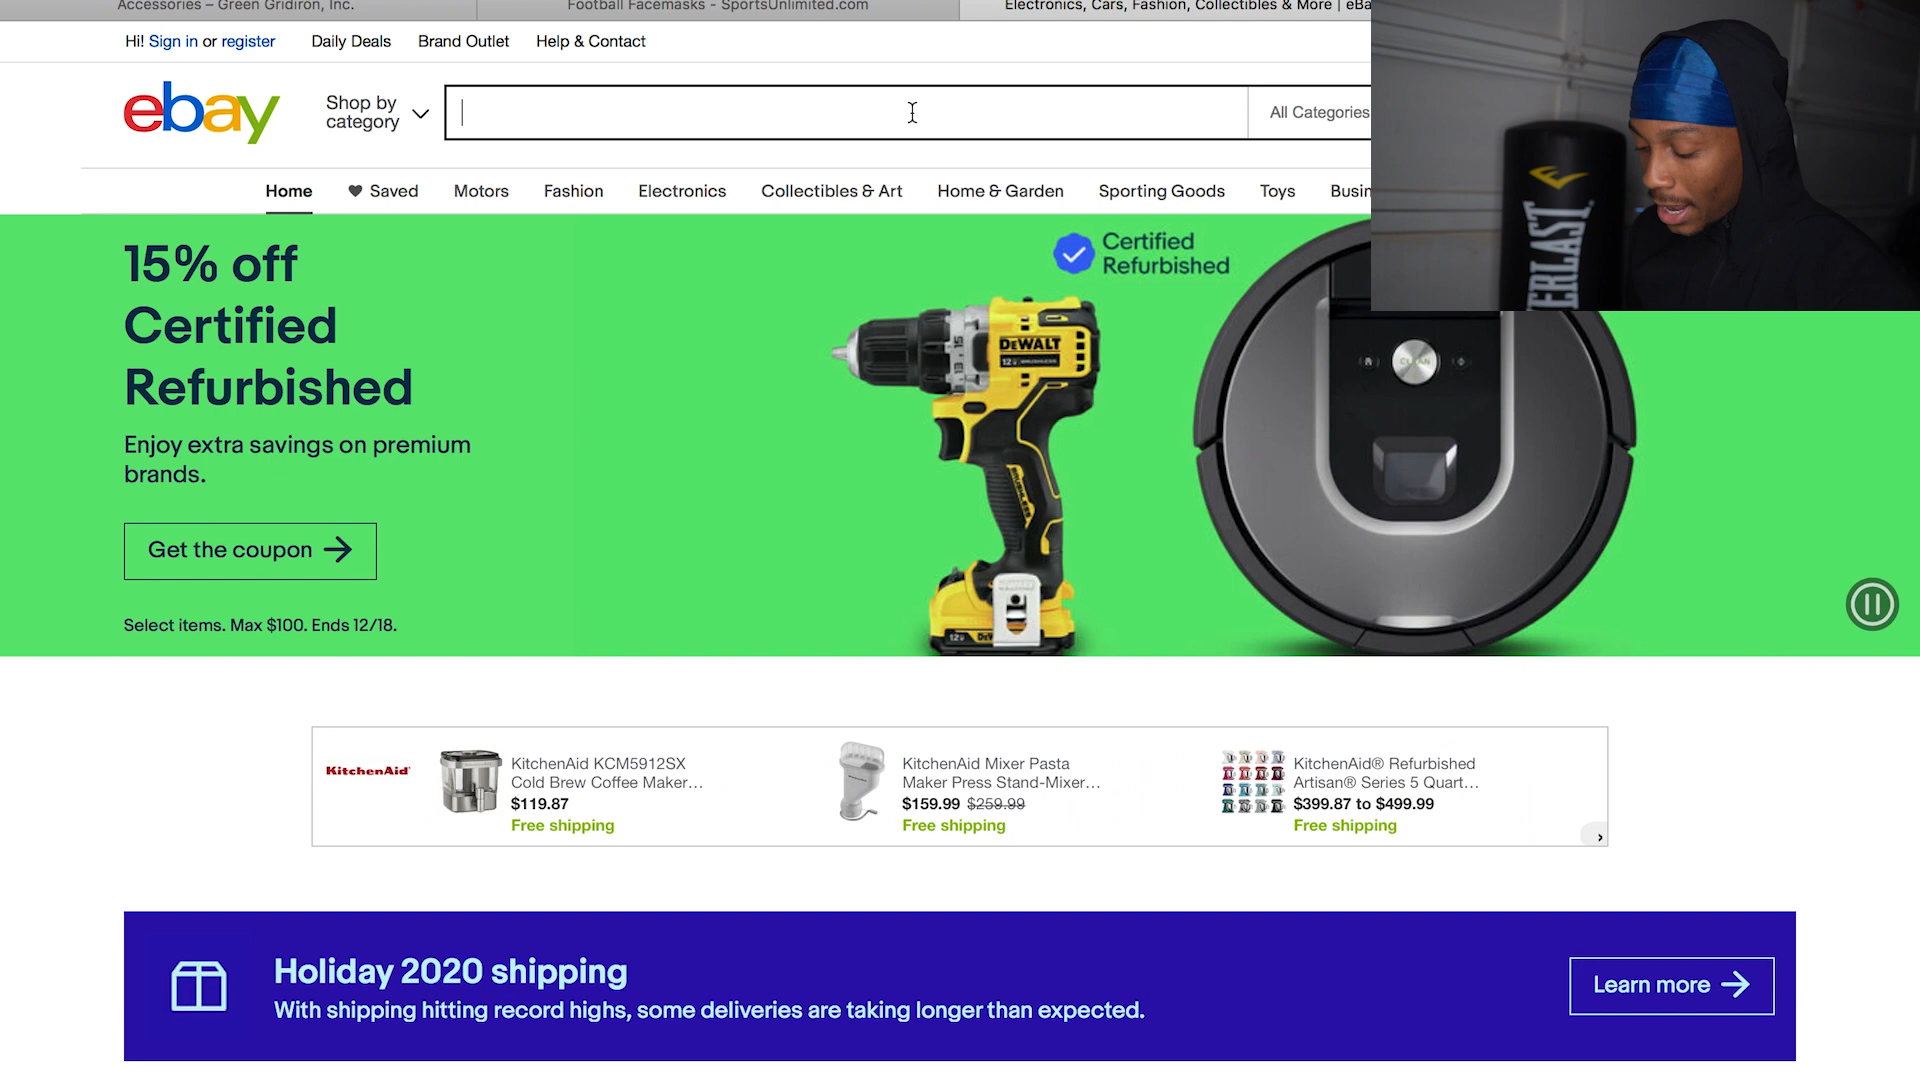 Accessories – Green Gridiron, Inc.
Football Facemasks - SportsUnlimited.com
Electronics, Cars, Fashion, Collectibles & More | eBa
Hi! Sign in or register
Daily Deals
Brand Outlet
Help & Contact
ebay
Shop by
category
All Categories
Home
Saved
Motors
Fashion
Electronics
Collectibles & Art
Home & Garden
Sporting Goods
Toys
Busin
15% off
Certified
Refurbished
Enjoy extra savings on premium
brands.
Get the coupon
Select items. Max $100. Ends 12/18.
Certified
Refurbished
13 15
DEWALT
BRUSHLESS
12V
CLEAN
VERLAST
KitchenAid
KitchenAid KCM5912SX
Cold Brew Coffee Maker…
$119.87
Free shipping
KitchenAid Mixer Pasta
Maker Press Stand-Mixer…
$159.99 $259.99
Free shipping
KitchenAid® Refurbished
Artisan® Series 5 Quart…
$399.87 to $499.99
Free shipping
Holiday 2020 shipping
With shipping hitting record highs, some deliveries are taking longer than expected.
Learn more